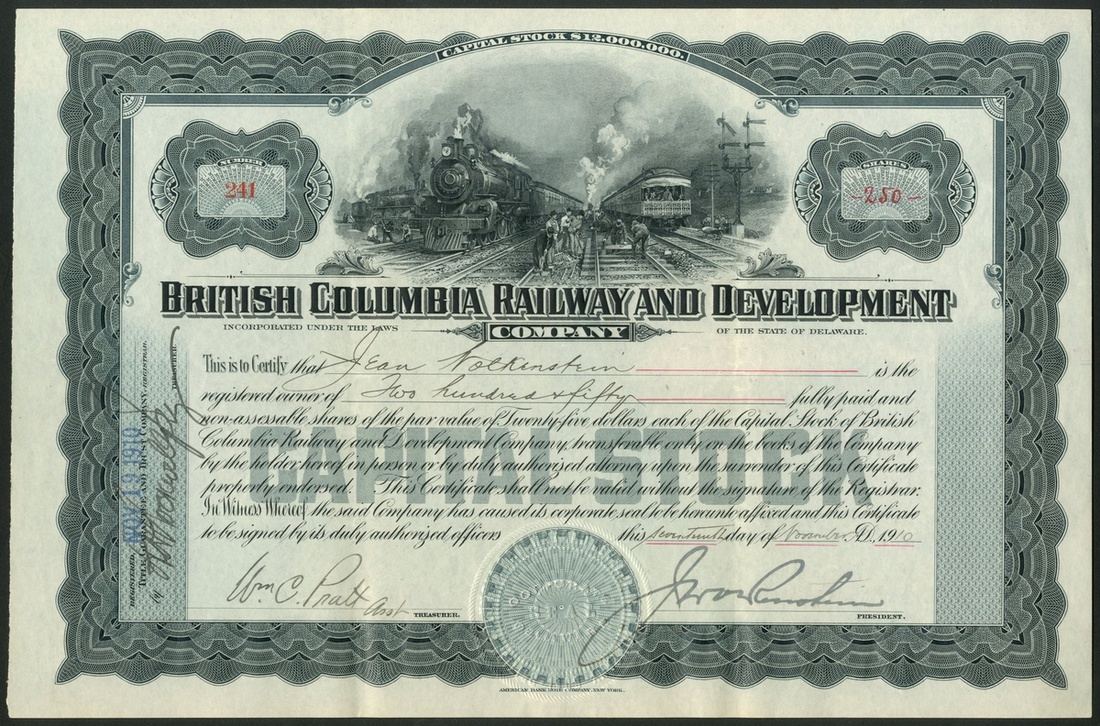 CAPITAL STOCK $12,000,000.
NUMBER
241
SHARES
-250-
BRITISH COLUMBIA RAILWAY AND DEVELOPMENT
INCORPORATED UNDER THE LAWS COMPANY OF THE STATE OF DELAWARE.
This is to Certify that Jean is the
registered owner of Two hundred & fifty fully paid and
non-assessable shares of the par value of Twenty-five dollars each of the Capital Stock of British
Columbia Railway and Development Company, transferable only on the books of the Company
by the holder hereof in person or by duly authorized attorney upon the surrender of this Certificate
properly endorsed. This Certificate shall not be valid without the signature of the Registrar.
In Witness Whereof the said Company has caused its corporate seal to be hereunto affixed and this Certificate
to be signed by its duly authorized officers this seventeenth day of November A.D. 1910
CAPITAL STOCK
Wm. C. Pratt Asst TREASURER.
PRESIDENT.
AMERICAN BANK NOTE COMPANY, NEW YORK.
REGISTERED NOV 19 1910
TITLE GUARANTEE AND TRUST COMPANY, REGISTRAR.
by TREASURER.